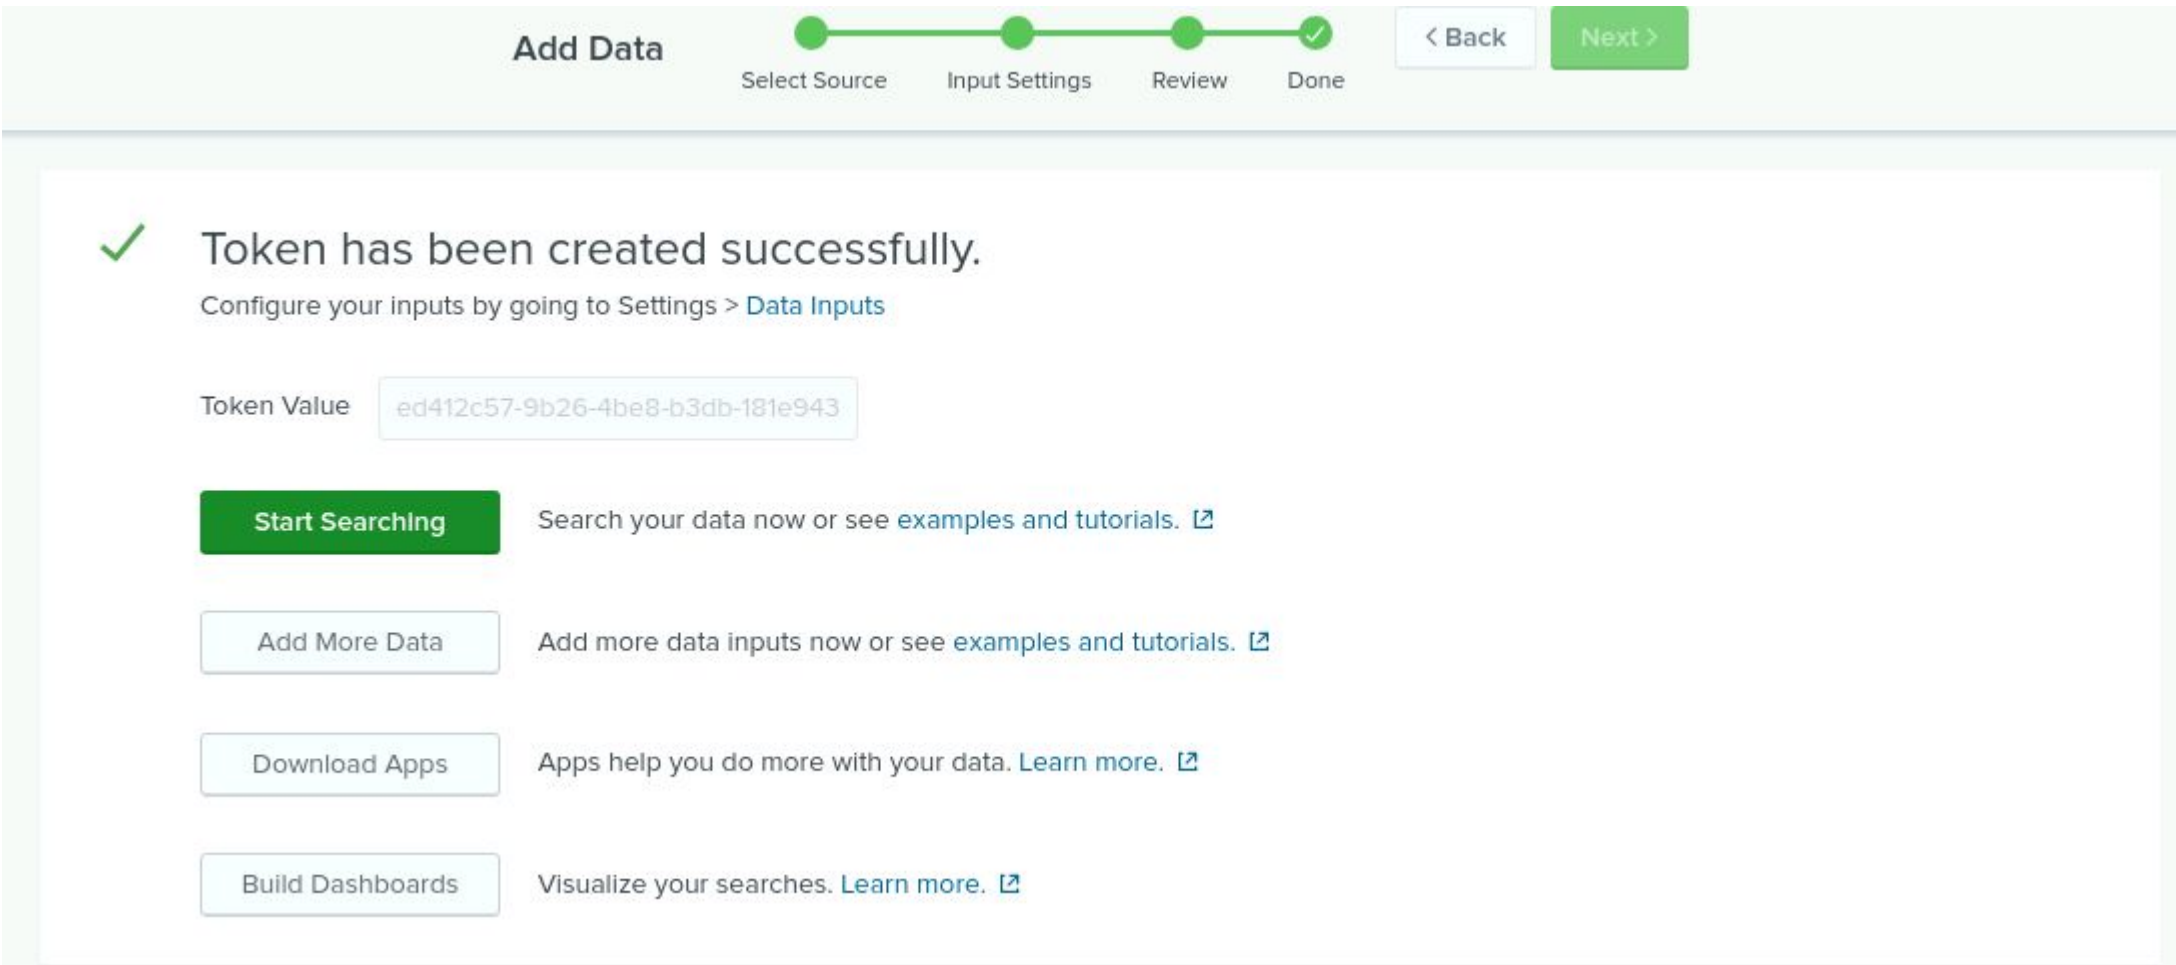 Add Data
Select Source
Input Settings
Review
Done
< Back
Next >
Token has been created successfully.
Configure your inputs by going to Settings > Data Inputs
Token Value
ed412c57-9b26-4be8-b3db-181e943
Start Searching
Search your data now or see examples and tutorials.
Add More Data
Add more data inputs now or see examples and tutorials.
Download Apps
Apps help you do more with your data. Learn more.
Build Dashboards
Visualize your searches. Learn more.